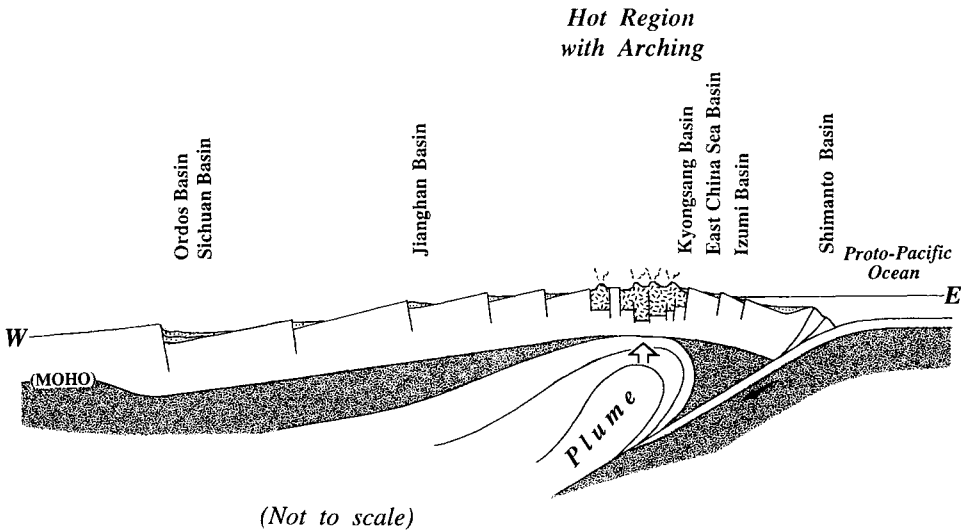 Hot Region
with Arching
Ordos Basin
Sichuan Basin
Jianghan Basin
Kyongsang Basin
East China Sea Basin
Izumi Basin
Shimanto Basin
Proto-Pacific
Ocean
W
E
(MOHO)
Plume
(Not to scale)